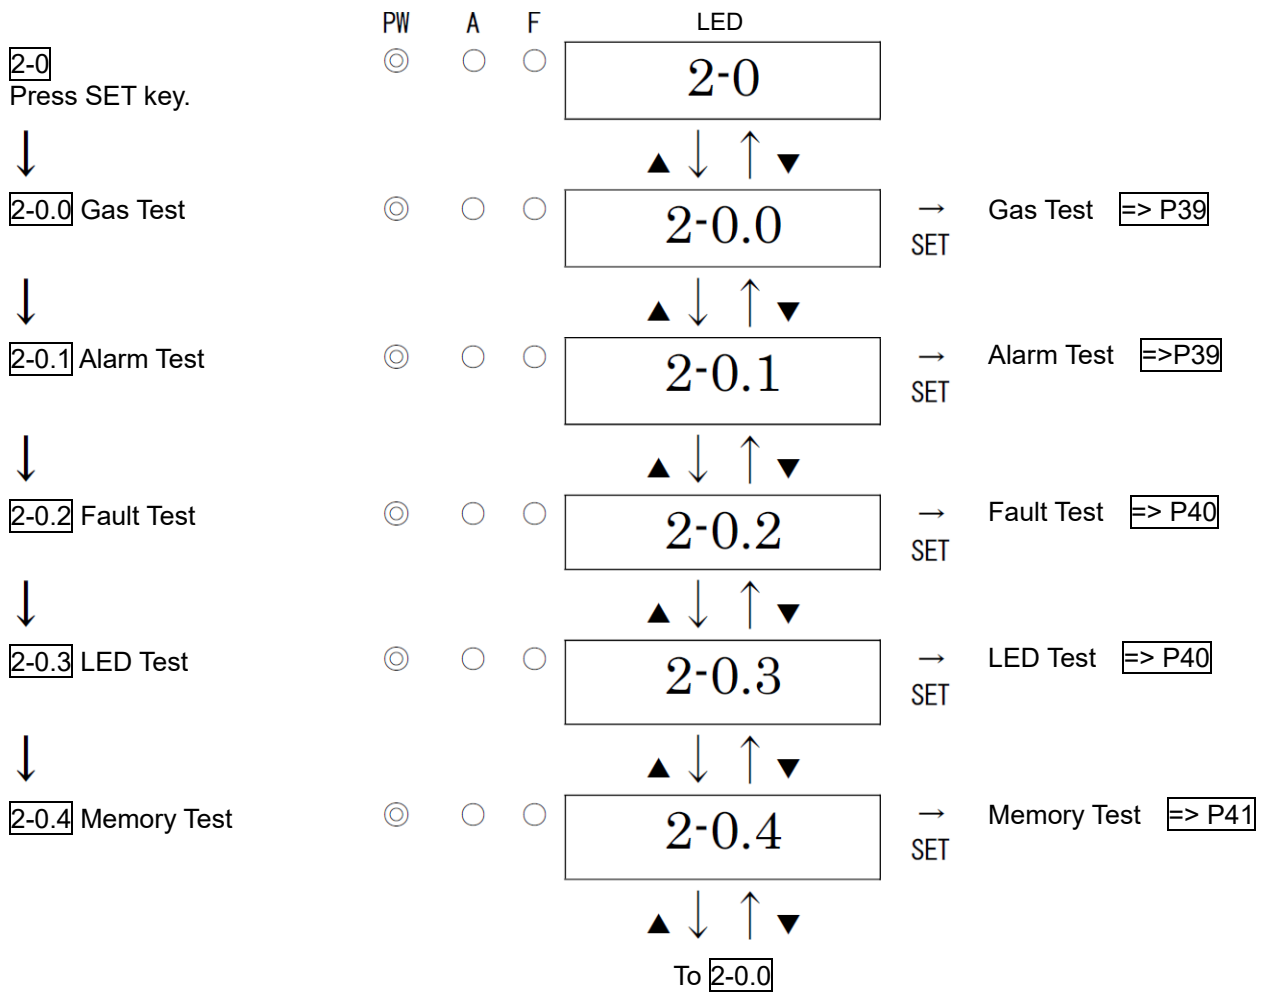 PW A F LED
2-0 ◎ ○ ○ 2-0
Press SET key.
↓ ▲ ↓ ↑ ▼
2-0.0 Gas Test ◎ ○ ○ 2-0.0 → Gas Test => P39
SET
↓ ▲ ↓ ↑ ▼
2-0.1 Alarm Test ◎ ○ ○ 2-0.1 → Alarm Test =>P39
SET
↓ ▲ ↓ ↑ ▼
2-0.2 Fault Test ◎ ○ ○ 2-0.2 → Fault Test => P40
SET
↓ ▲ ↓ ↑ ▼
2-0.3 LED Test ◎ ○ ○ 2-0.3 → LED Test => P40
SET
↓ ▲ ↓ ↑ ▼
2-0.4 Memory Test ◎ ○ ○ 2-0.4 → Memory Test => P41
SET
▲ ↓ ↑ ▼
To 2-0.0